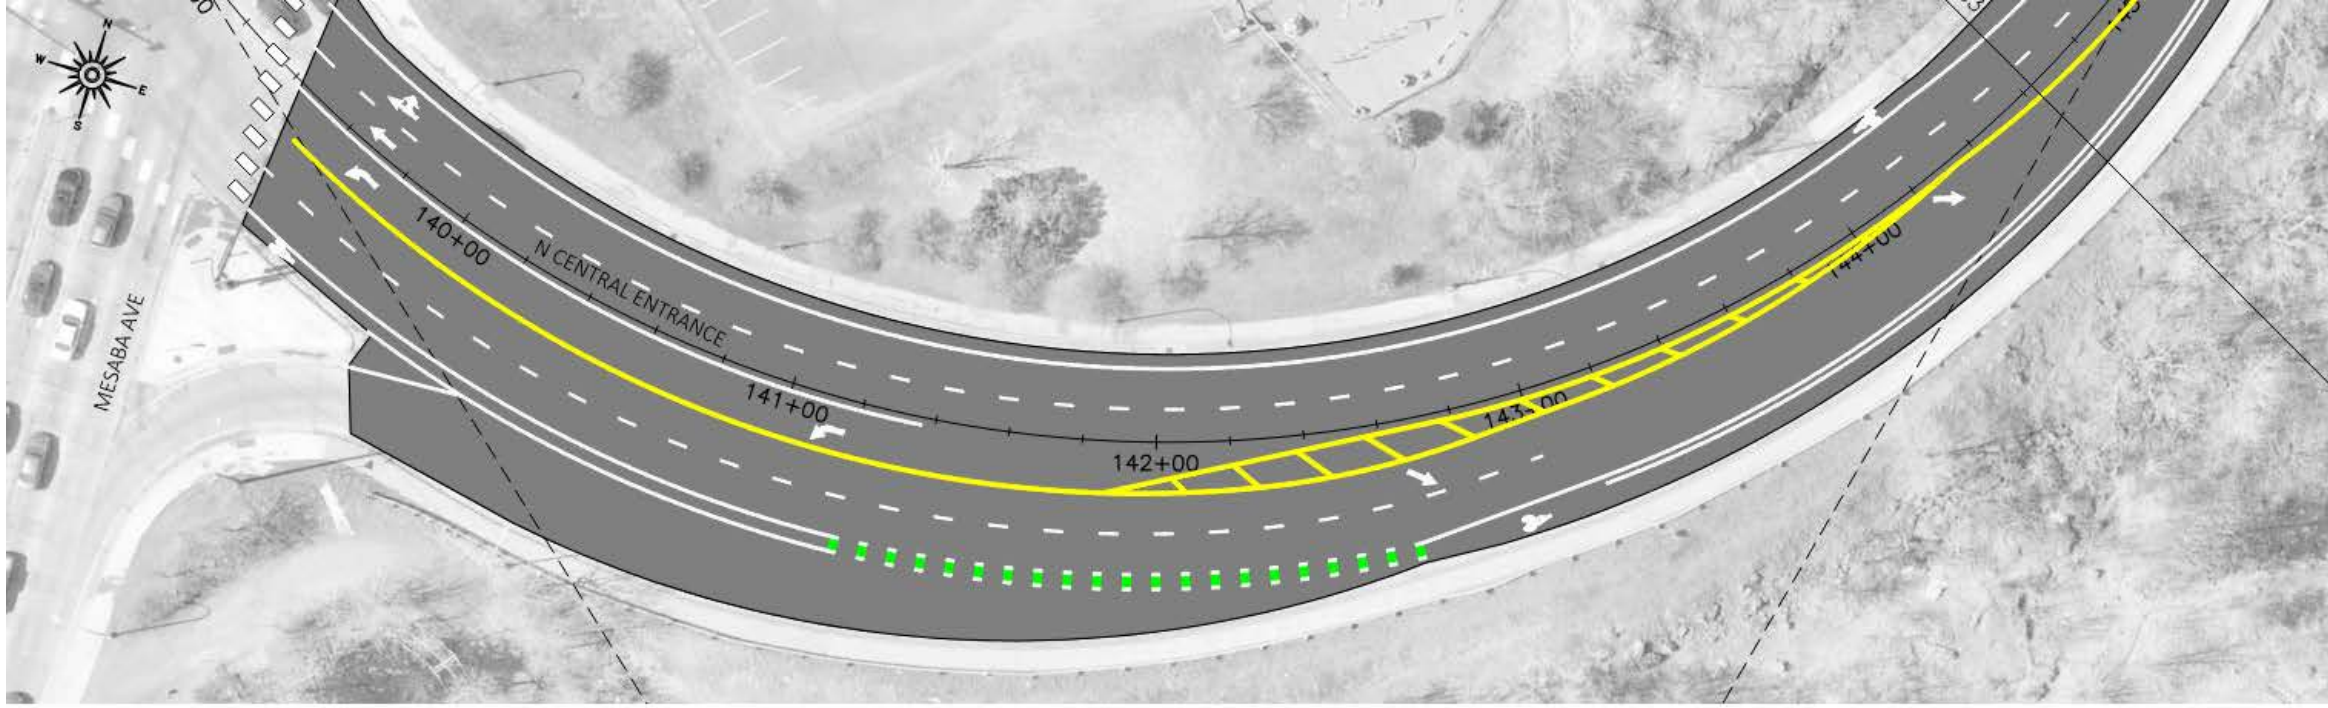 N
W
E
S
140+00
N CENTRAL ENTRANCE
141+00
142+00
143+00
144+00
MESABA AVE